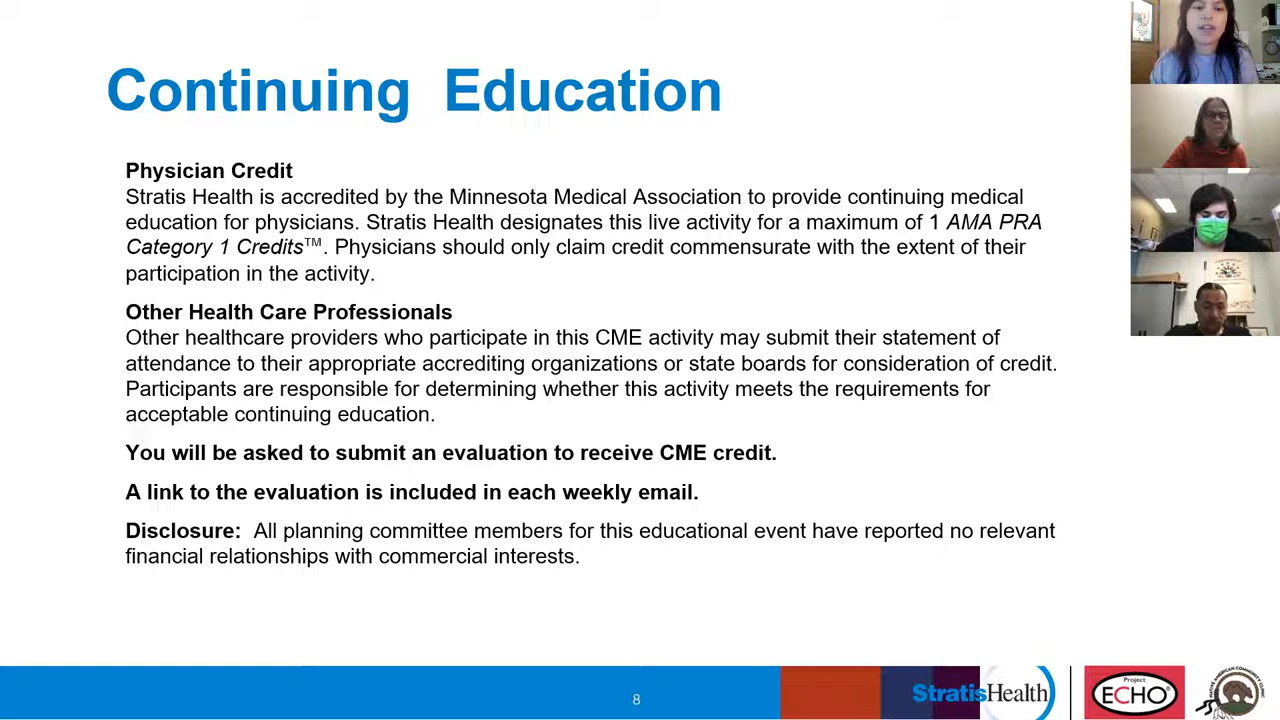 Continuing Education
Physician Credit
Stratis Health is accredited by the Minnesota Medical Association to provide continuing medical
education for physicians. Stratis Health designates this live activity for a maximum of 1 AMA PRA
Category 1 Credits™. Physicians should only claim credit commensurate with the extent of their
participation in the activity.
Other Health Care Professionals
Other healthcare providers who participate in this CME activity may submit their statement of
attendance to their appropriate accrediting organizations or state boards for consideration of credit.
Participants are responsible for determining whether this activity meets the requirements for
acceptable continuing education.
You will be asked to submit an evaluation to receive CME credit.
A link to the evaluation is included in each weekly email.
Disclosure: All planning committee members for this educational event have reported no relevant
financial relationships with commercial interests.
8
StratisHealth
Project
ECHO®
NATIVE AMERICAN COMMUNITY CLINIC